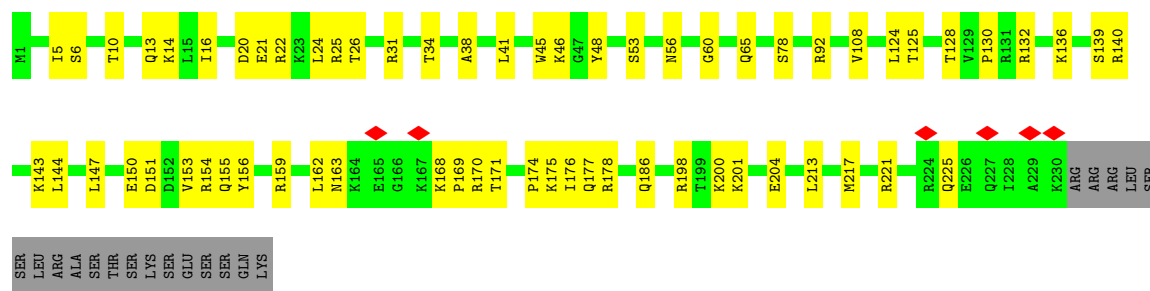 M1 I5 S6 T10 Q13 K14 L15 I16 D20 E21 R22 K23 L24 R25 T26 R31 T34 A38 L41 W45 K46 G47 Y48 S53 N56 G60 Q65 S78 R92 V108 L124 T125 T128 V129 P130 R131 R132 K136 S139 R140
K143 L144 L147 E150 D151 D152 V153 R154 Q155 Y156 R159 L162 N163 K164 E165 G166 K167 K168 P169 R170 T171 P174 K175 I176 Q177 R178 Q186 R198 T199 K200 K201 E204 L213 M217 R221 R224 Q225 E226 Q227 I228 A229 K230 ARG ARG ARG LEU SER
SER LEU ARG ALA SER THR SER LYS SER GLU SER SER GLN LYS